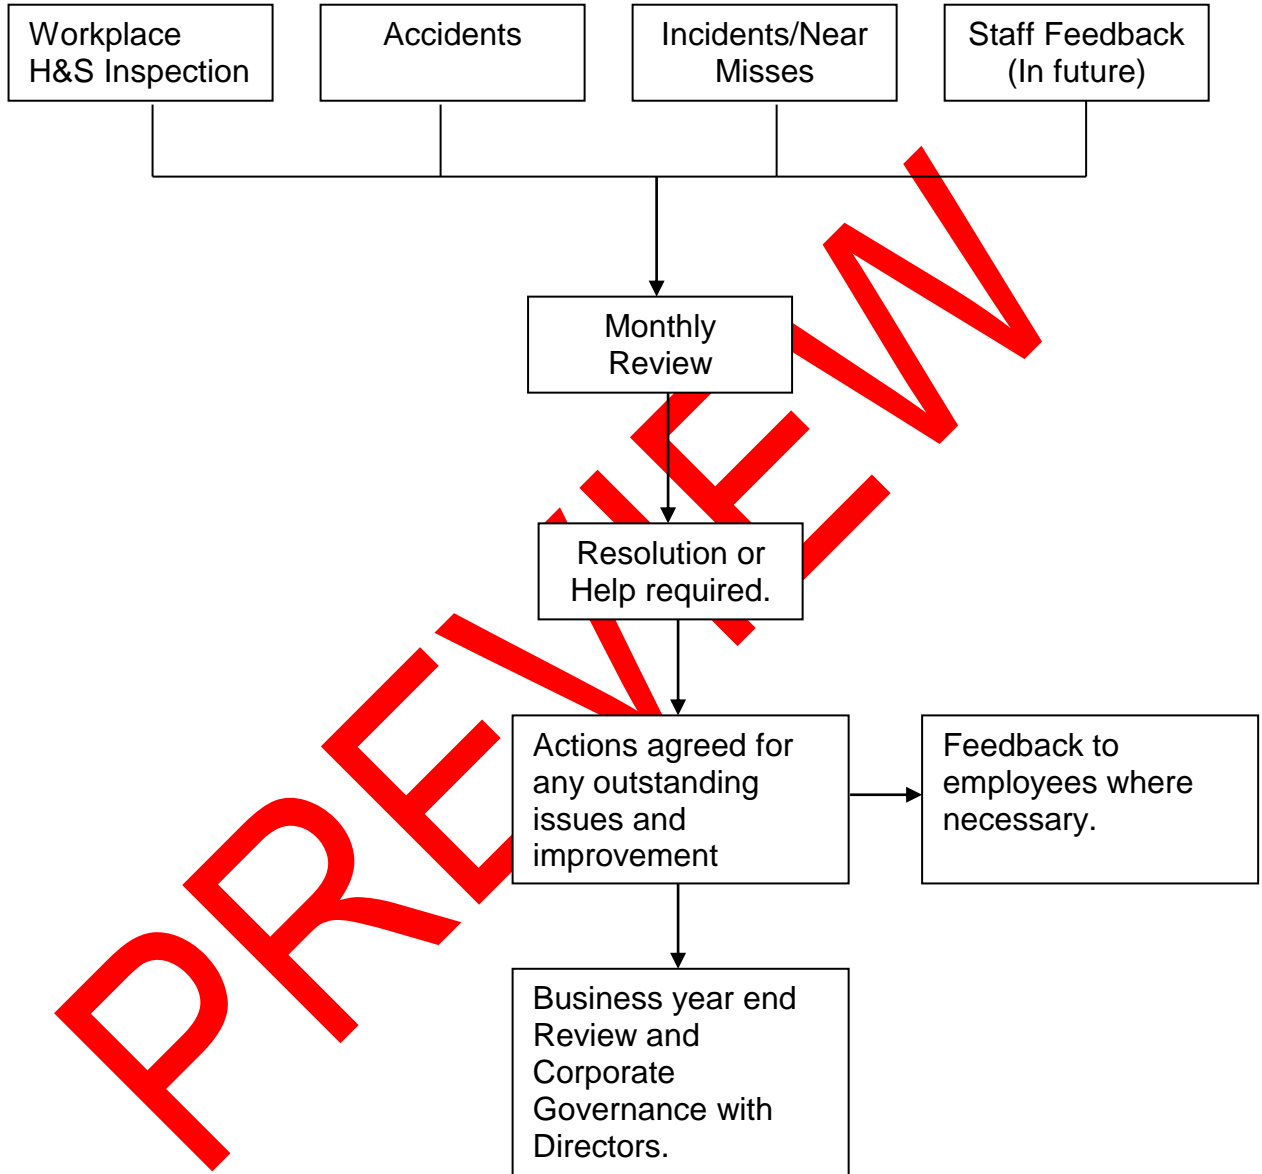 Workplace
H&S Inspection
Accidents
Incidents/Near
Misses
Staff Feedback
(In future)
Monthly
Review
Resolution or
Help required.
Actions agreed for
any outstanding
issues and
improvement
Feedback to
employees where
necessary.
Business year end
Review and
Corporate
Governance with
Directors.
PREVIEW